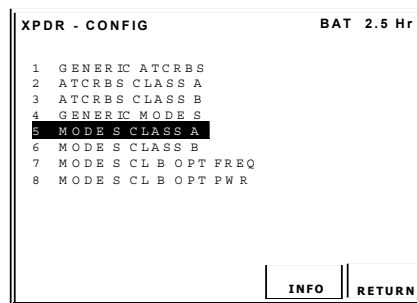 XPDR - CONFIG BAT 2.5 Hr
1 GENERIC ATCRBS
2 ATCRBS CLASS A
3 ATCRBS CLASS B
4 GENERIC MODE S
5 MODE S CLASS A
6 MODE S CLASS B
7 MODE S CL B OPT FREQ
8 MODE S CL B OPT PWR
INFO RETURN